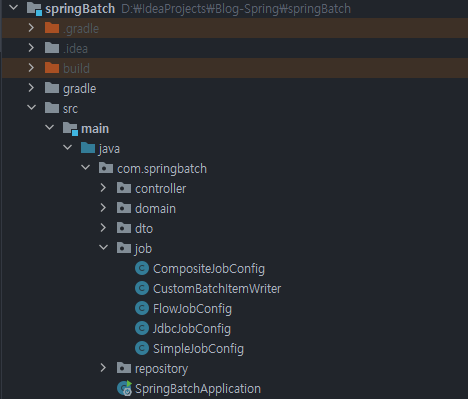 springBatch D:₩IdeaProjects₩Blog-Spring₩springBatch
.gradle
.idea
build
gradle
src
main
java
com.springbatch
controller
domain
dto
job
CompositeJobConfig
CustomBatchItemWriter
FlowJobConfig
JdbcJobConfig
SimpleJobConfig
repository
SpringBatchApplication